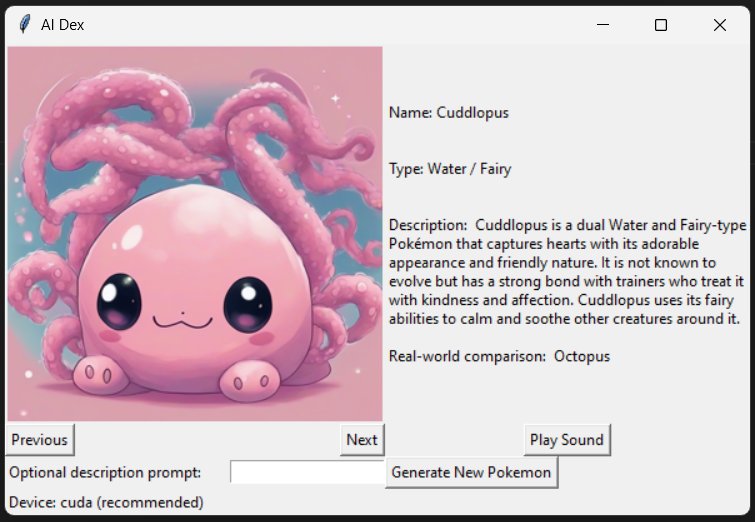 AI Dex
Name: Cuddlopus
Type: Water / Fairy
Description:  Cuddlopus is a dual Water and Fairy-type
Pokémon that captures hearts with its adorable
appearance and friendly nature. It is not known to
evolve but has a strong bond with trainers who treat it
with kindness and affection. Cuddlopus uses its fairy
abilities to calm and soothe other creatures around it.
Real-world comparison:  Octopus
Previous
Next
Play Sound
Optional description prompt:
Generate New Pokemon
Device: cuda (recommended)